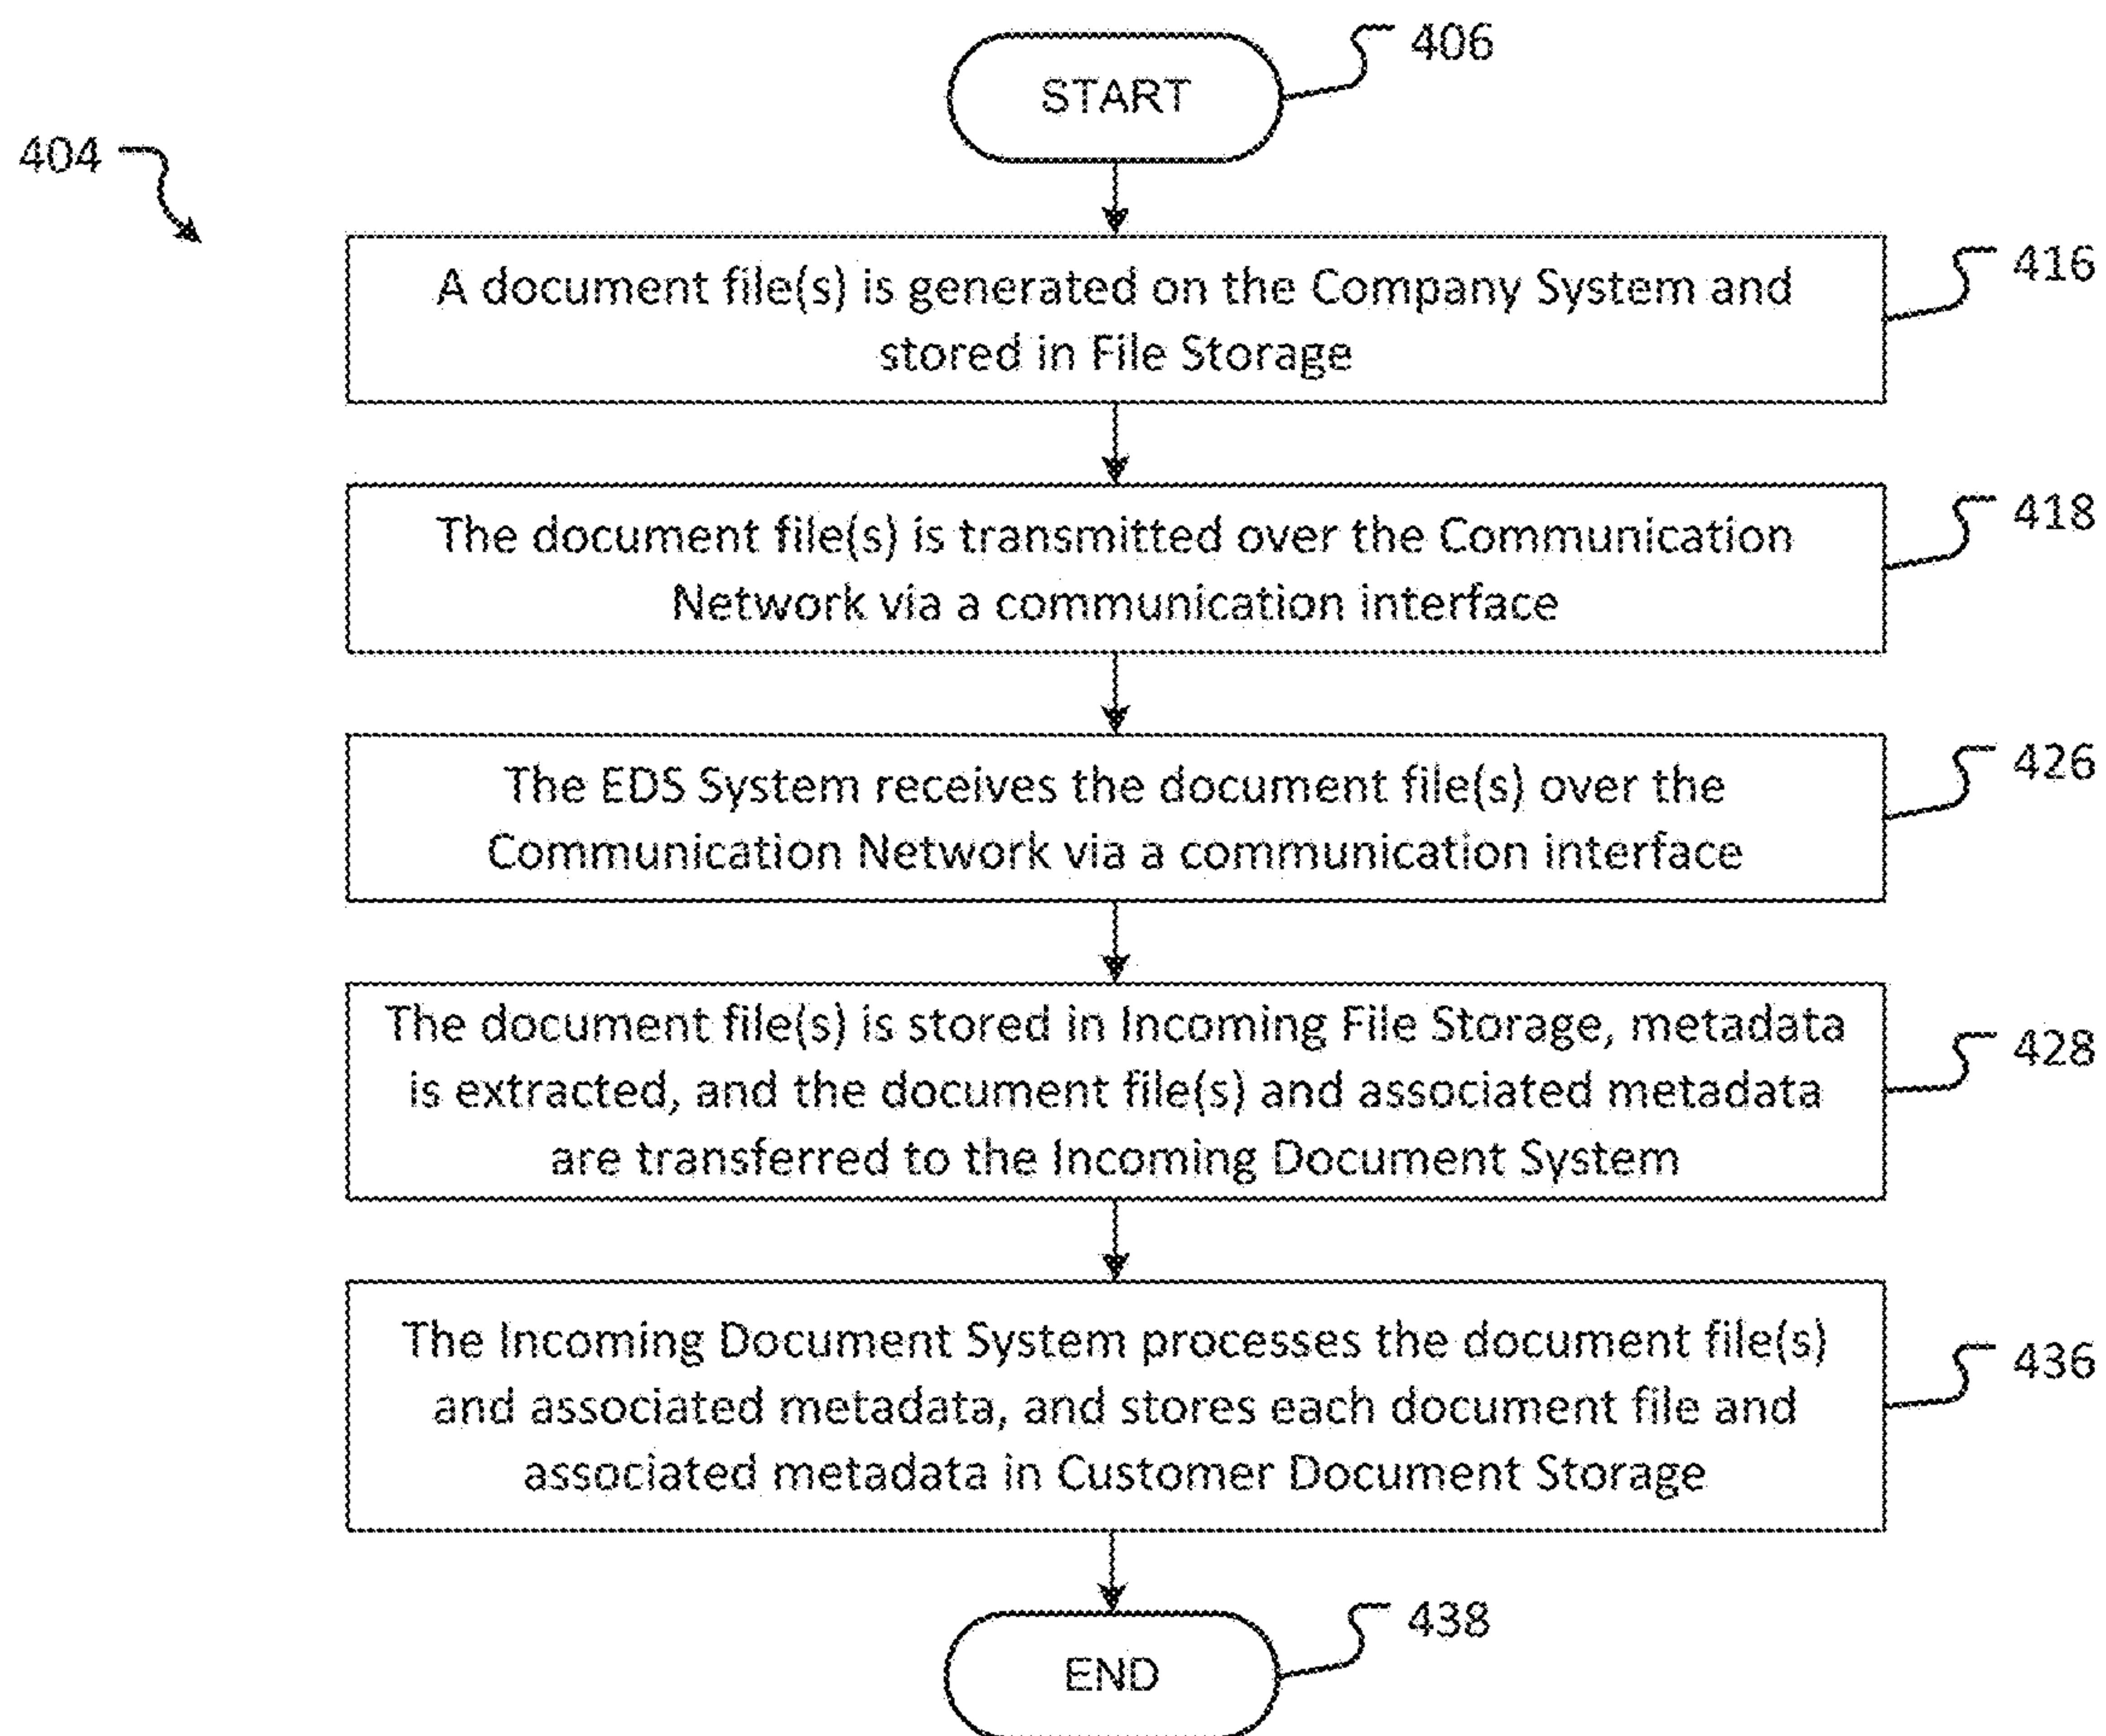 406
START
404
416
A document file(s) is generated on the Company System and
stored in File Storage
418
The document file(s) is transmitted over the Communication
Network via a communication interface
426
The EDS System receives the document file(s) over the
Communication Network via a communication interface
The document file(s) is stored in Incoming File Storage, metadata
428
is extracted, and the document file(s) and associated metadata
are transferred to the Incoming Document System
The Incoming Document System processes the document file(s)
436
and associated metadata, and stores each document file and
associated metadata in Customer Document Storage
438
END